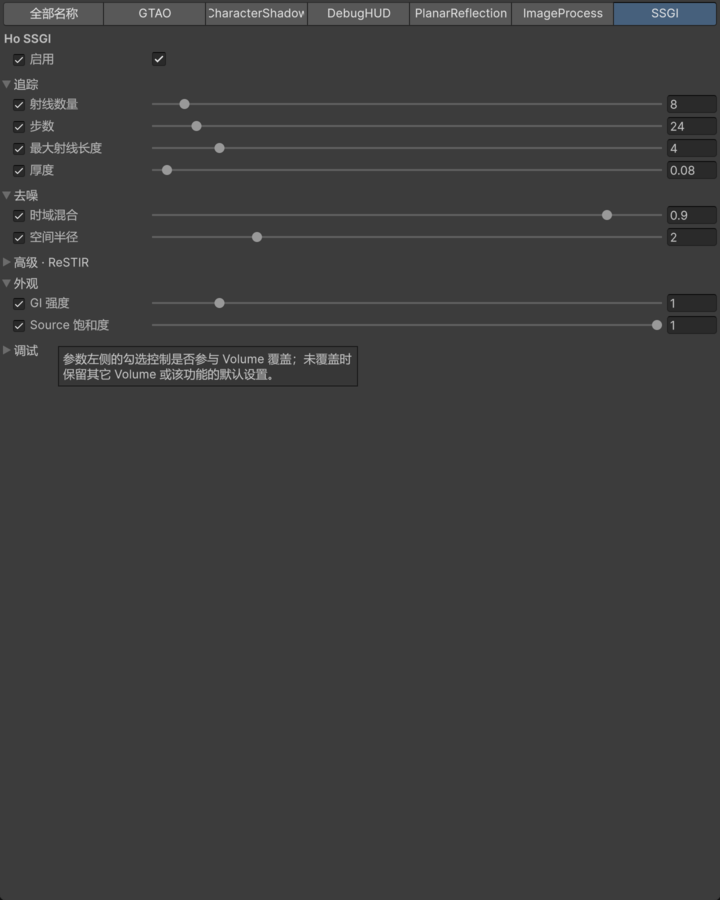 全部名称 GTAO CharacterShadow DebugHUD PlanarReflection ImageProcess SSGI
Ho SSGI
启用
追踪
射线数量 8
步数 24
最大射线长度 4
厚度 0.08
去噪
时域混合 0.9
空间半径 2
高级 · ReSTIR
外观
GI 强度 1
Source 饱和度 1
调试
参数左侧的勾选控制是否参与 Volume 覆盖；未覆盖时
保留其它 Volume 或该功能的默认设置。